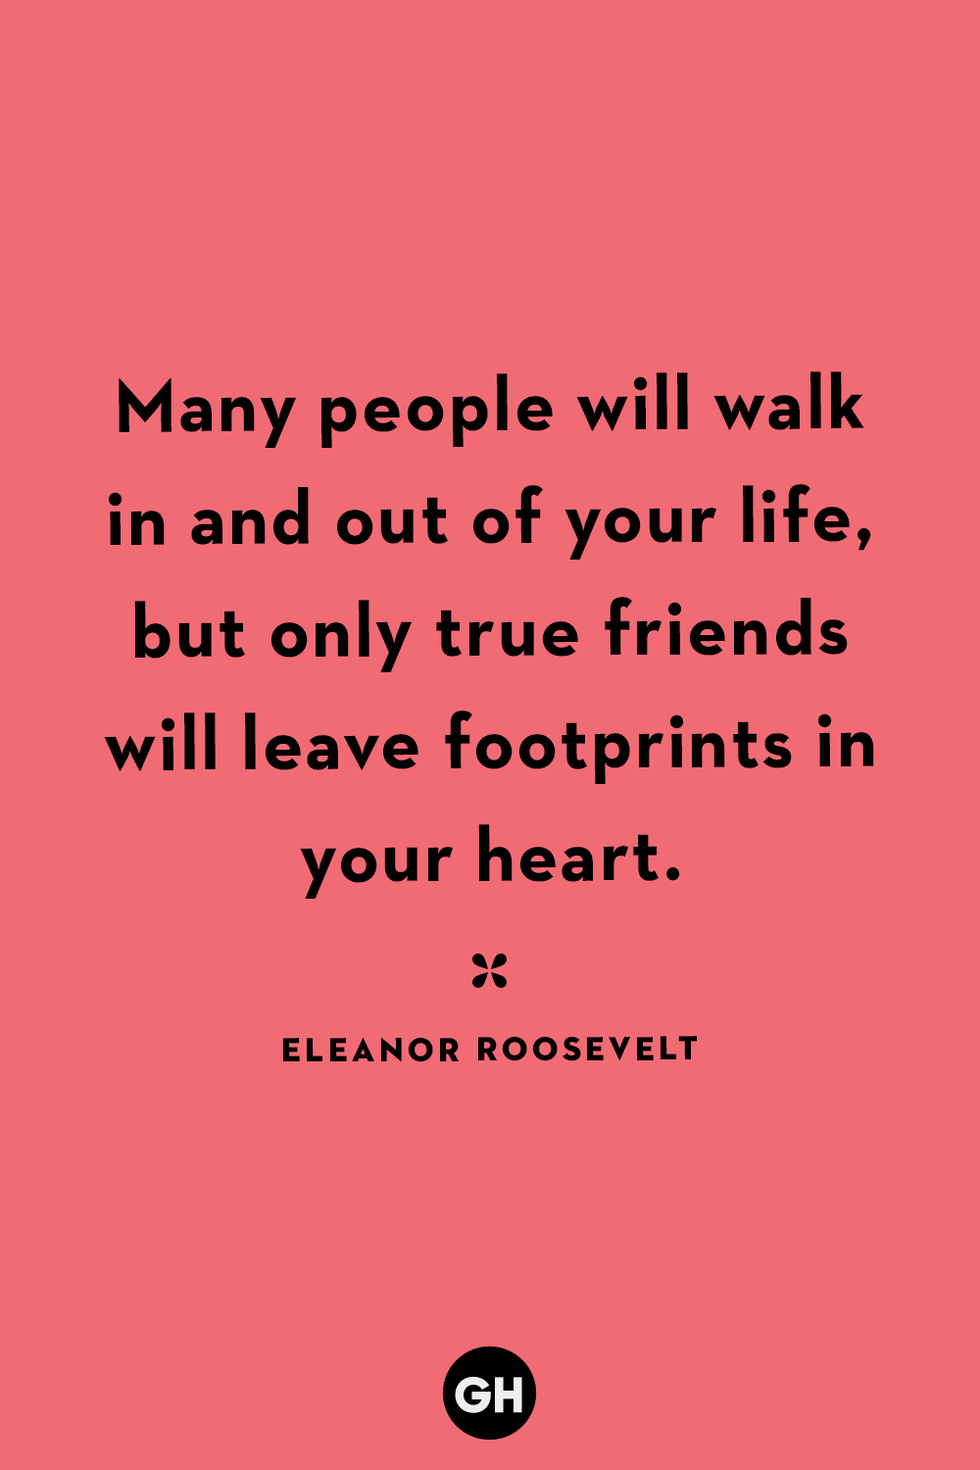 Many people will walk
in and out of your life,
but only true friends
will leave footprints in
your heart.
ELEANOR ROOSEVELT
GH